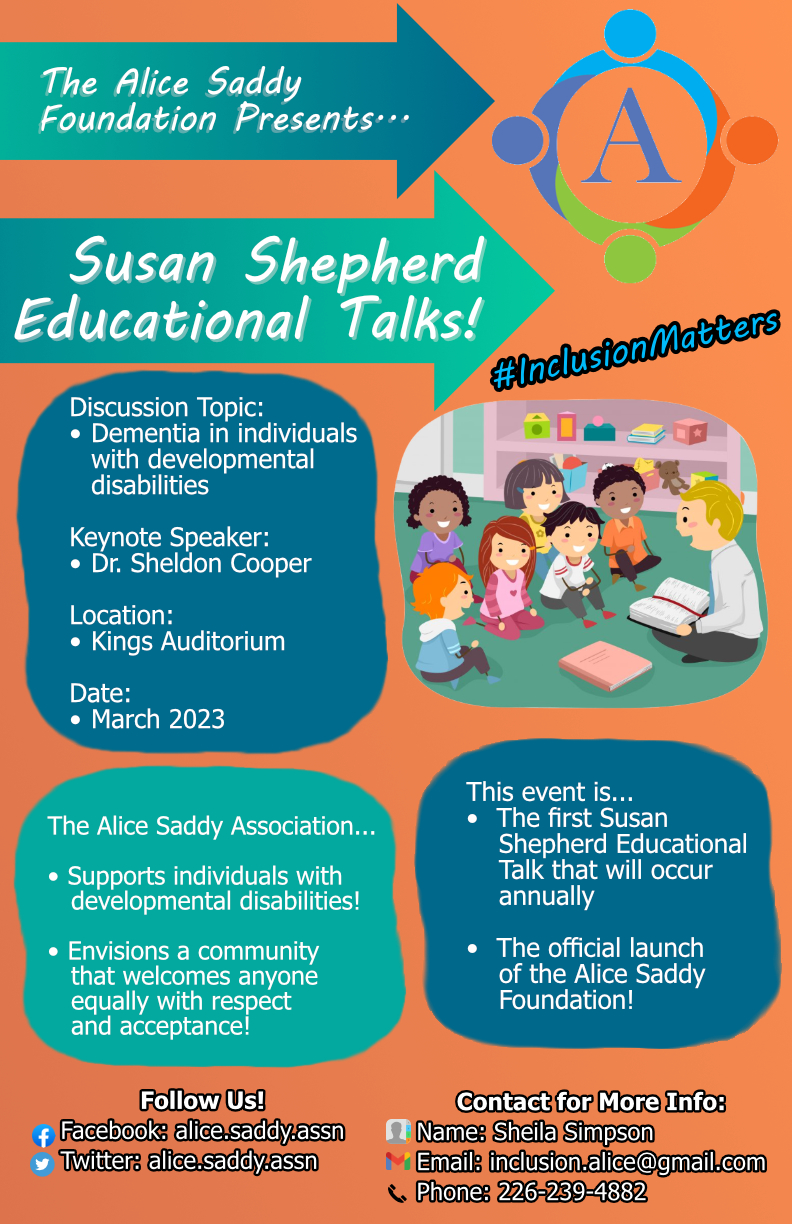 The Alice Saddy
Foundation Presents...
A
Susan Shepherd
Educational Talks!
#InclusionMatters
Discussion Topic:
• Dementia in individuals
with developmental
disabilities
Keynote Speaker:
• Dr. Sheldon Cooper
Location:
• Kings Auditorium
Date:
• March 2023
The Alice Saddy Association...
• Supports individuals with
developmental disabilities!
• Envisions a community
that welcomes anyone
equally with respect
and acceptance!
This event is...
• The first Susan
Shepherd Educational
Talk that will occur
annually
• The official launch
of the Alice Saddy
Foundation!
Follow Us!
Facebook: alice.saddy.assn
Twitter: alice.saddy.assn
Contact for More Info:
Name: Sheila Simpson
Email: inclusion.alice@gmail.com
Phone: 226-239-4882